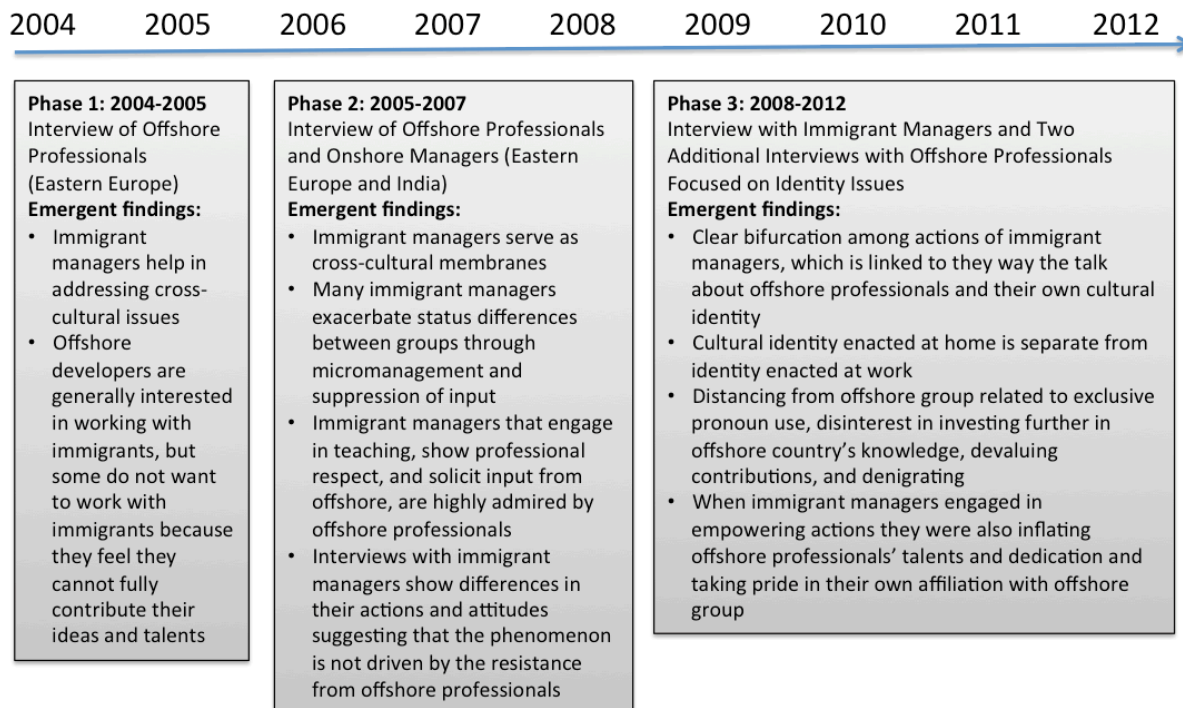 2004 2005 2006 2007 2008 2009 2010 2011 2012
Phase 1: 2004-2005
Interview of Offshore
Professionals
(Eastern Europe)
Emergent findings:
• Immigrant
managers help in
addressing cross-
cultural issues
• Offshore
developers are
generally interested
in working with
immigrants, but
some do not want
to work with
immigrants because
they feel they
cannot fully
contribute their
ideas and talents
Phase 2: 2005-2007
Interview of Offshore Professionals
and Onshore Managers (Eastern
Europe and India)
Emergent findings:
• Immigrant managers serve as
cross-cultural membranes
• Many immigrant managers
exacerbate status differences
between groups through
micromanagement and
suppression of input
• Immigrant managers that engage
in teaching, show professional
respect, and solicit input from
offshore, are highly admired by
offshore professionals
• Interviews with immigrant
managers show differences in
their actions and attitudes
suggesting that the phenomenon
is not driven by the resistance
from offshore professionals
Phase 3: 2008-2012
Interview with Immigrant Managers and Two
Additional Interviews with Offshore Professionals
Focused on Identity Issues
Emergent findings:
• Clear bifurcation among actions of immigrant
managers, which is linked to they way the talk
about offshore professionals and their own cultural
identity
• Cultural identity enacted at home is separate from
identity enacted at work
• Distancing from offshore group related to exclusive
pronoun use, disinterest in investing further in
offshore country's knowledge, devaluing
contributions, and denigrating
• When immigrant managers engaged in
empowering actions they were also inflating
offshore professionals' talents and dedication and
taking pride in their own affiliation with offshore
group